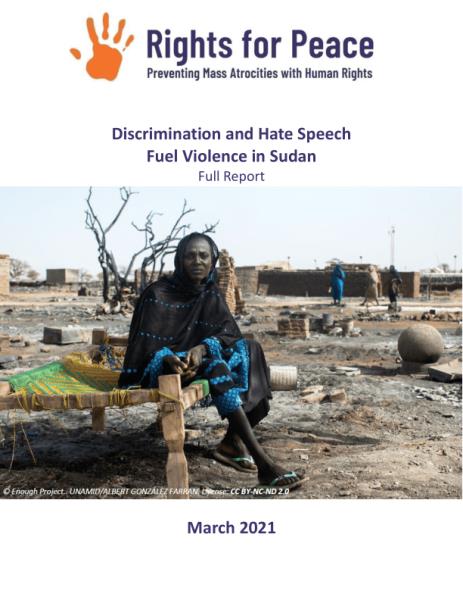 Rights for Peace
Preventing Mass Atrocities with Human Rights
Discrimination and Hate Speech
Fuel Violence in Sudan
Full Report
© Enough Project.. UNAMID/ALBERT GONZÁLEZ FARRAN, License: CC BY-NC-ND 2.0
March 2021